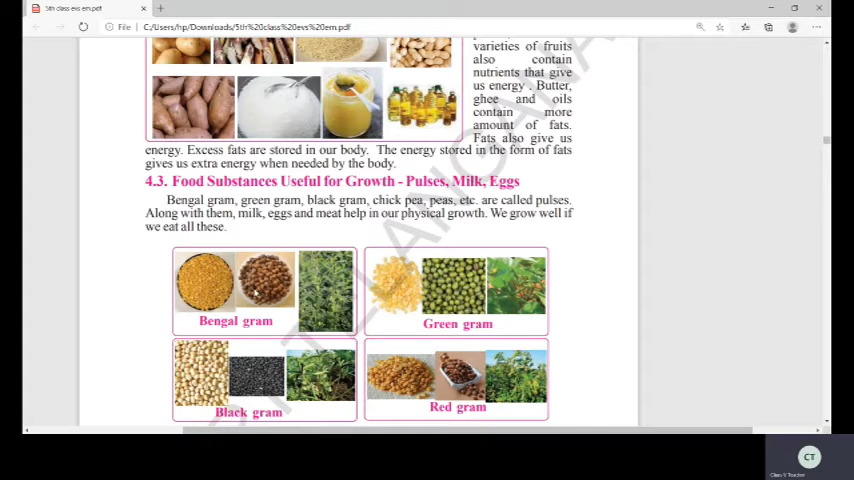 5th class evs em.pdf
File
C:/Users/hp/Downloads/5th%20class%20evs%20em.pdf
varieties of fruits
also contain
nutrients that give
us energy . Butter,
ghee and oils
contain more
amount of fats.
Fats also give us
energy. Excess fats are stored in our body. The energy stored in the form of fats
gives us extra energy when needed by the body.
4.3. Food Substances Useful for Growth - Pulses, Milk, Eggs
Bengal gram, green gram, black gram, chick pea, peas, etc. are called pulses.
Along with them, milk, eggs and meat help in our physical growth. We grow well if
we eat all these.
Bengal gram
Green gram
Black gram
Red gram
TELANGANA
CT
Class V Teacher